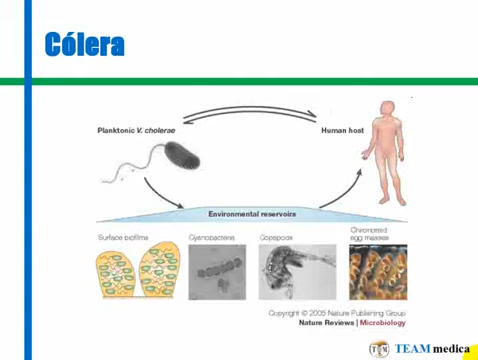 Cólera
Planktonic V. cholerae
Human host
Environmental reservoirs
Surface biofilms
Cyanobacteria
Copepods
Chironomid
egg masses
Copyright © 2005 Nature Publishing Group
Nature Reviews | Microbiology
TEAM medica